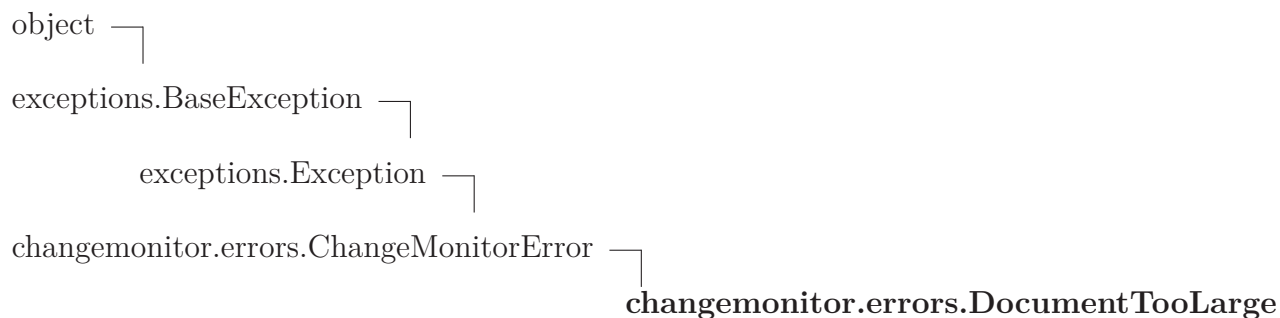 object
exceptions.BaseException
exceptions.Exception
changemonitor.errors.ChangeMonitorError
changemonitor.errors.DocumentTooLarge